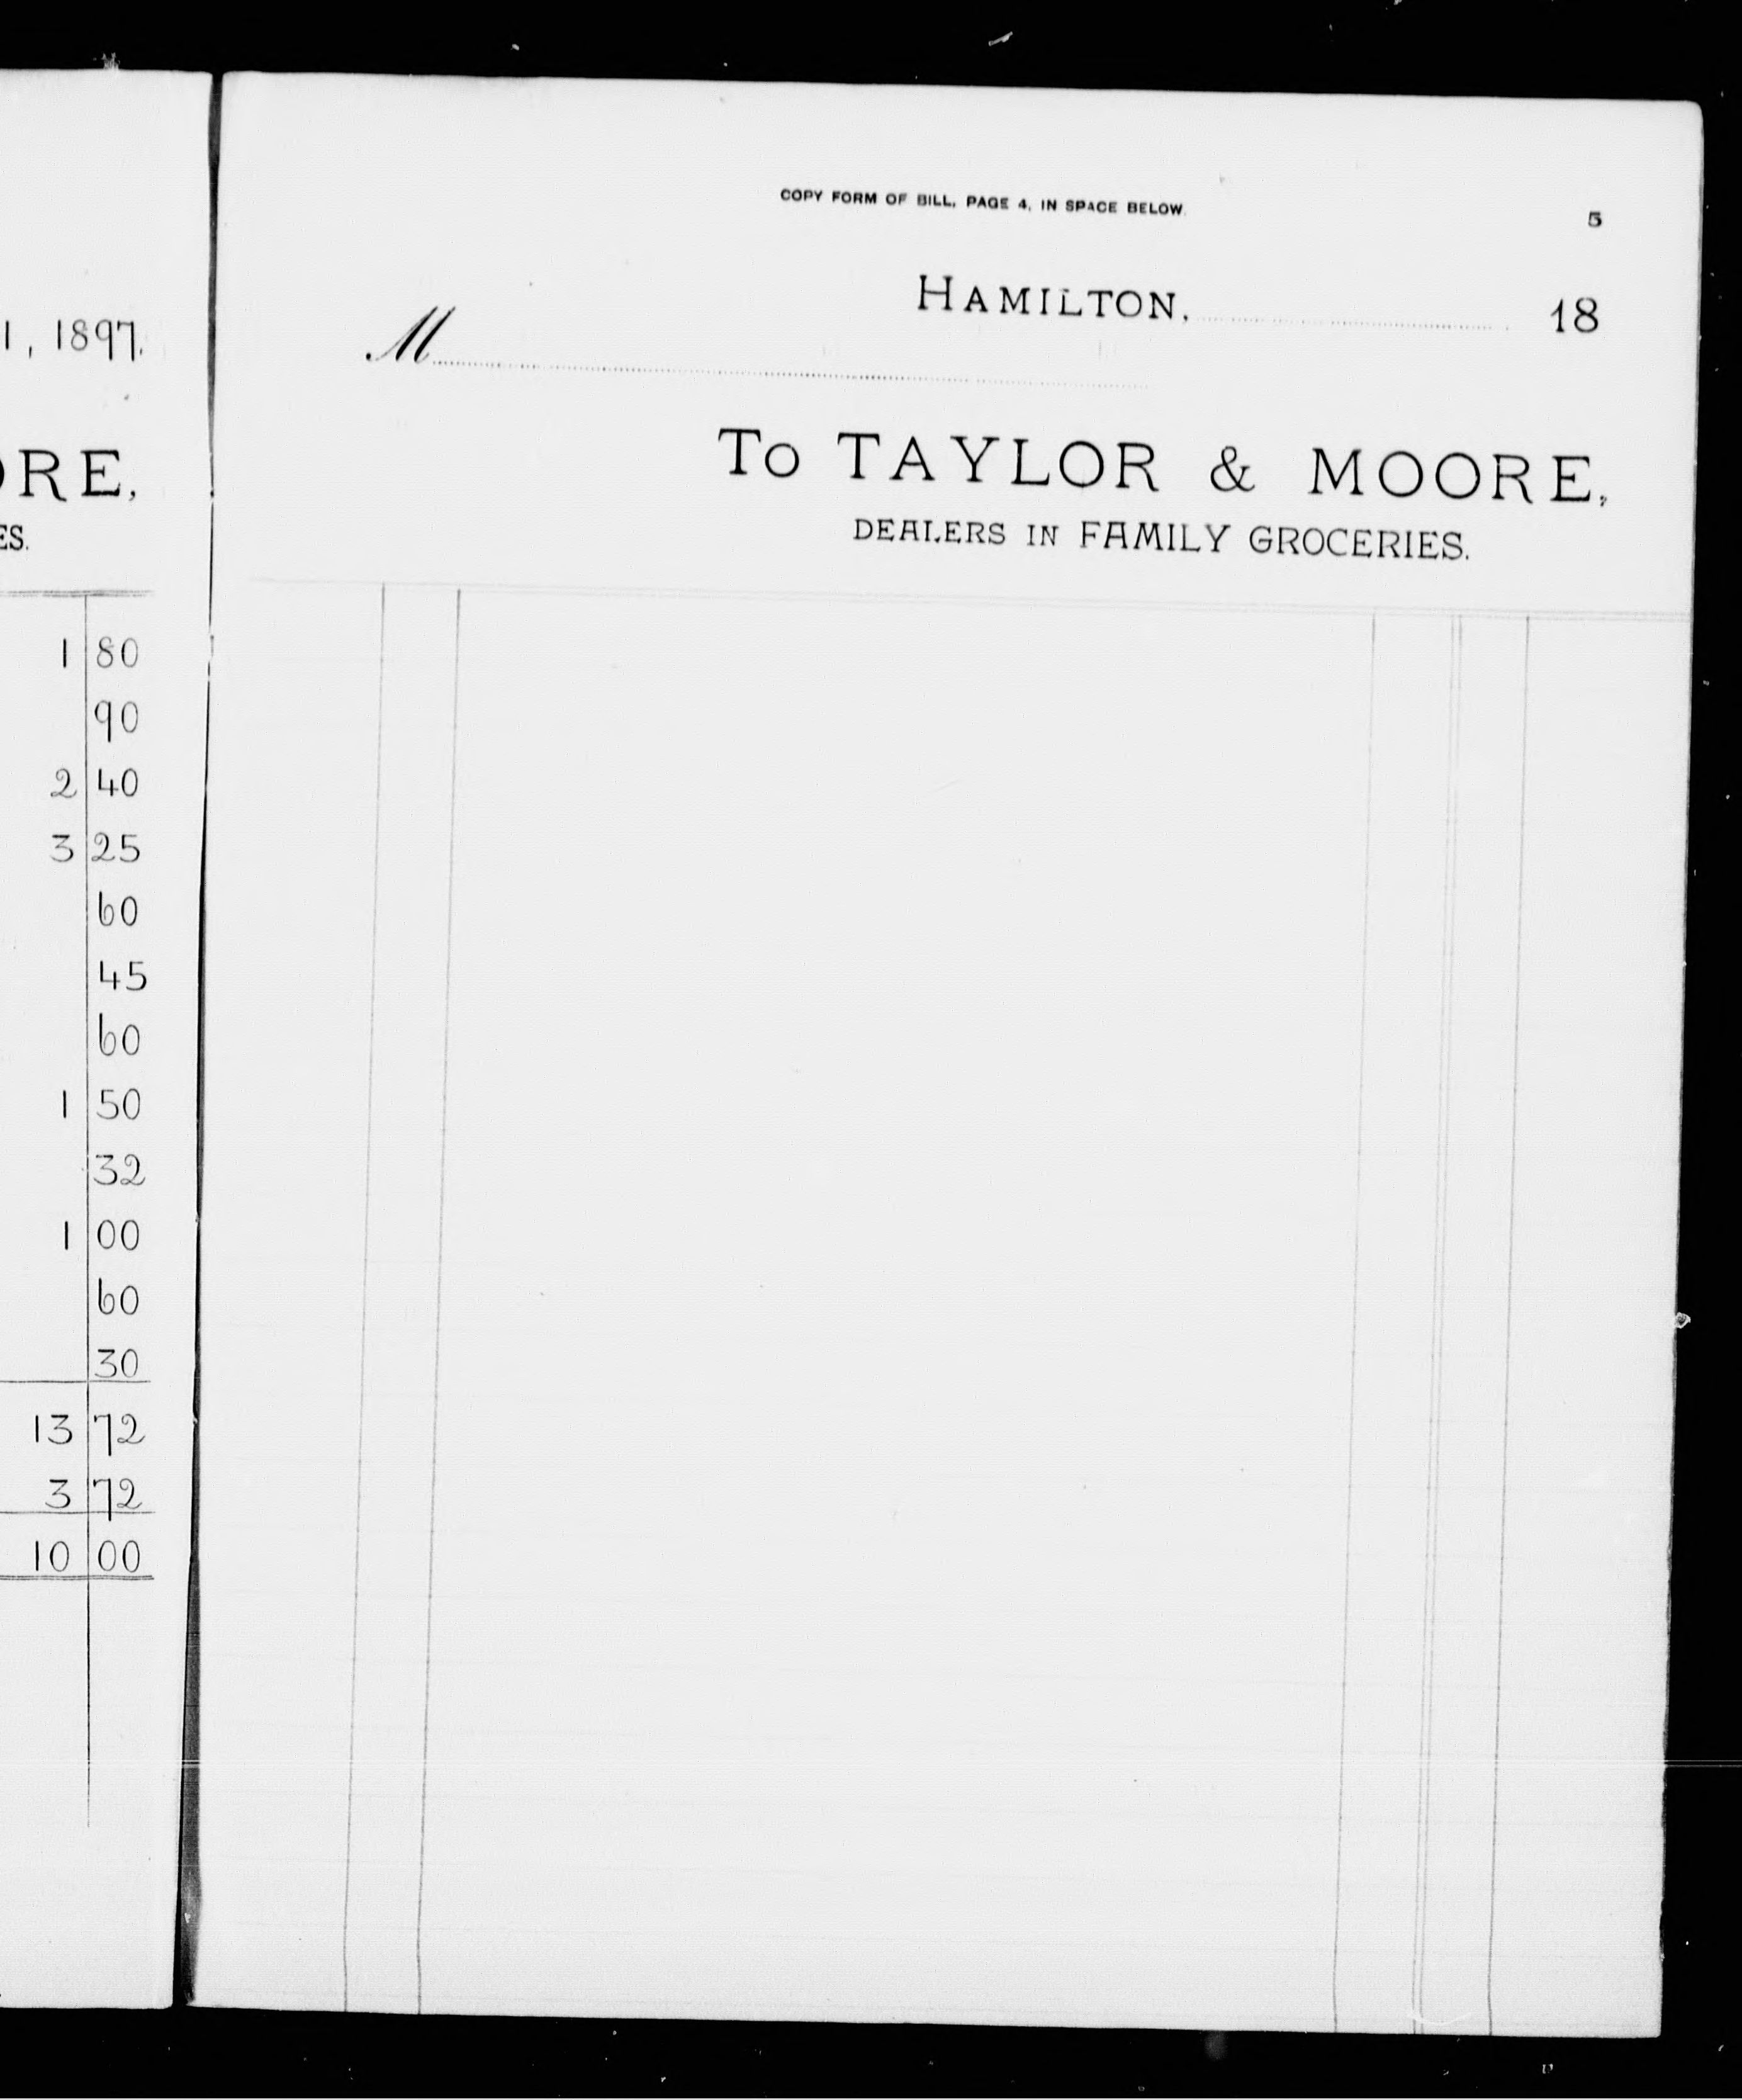 1, 1897.
ORE,
ES.
1 80
90
2 40
3 25
60
45
60
1 50
32
1 00
60
30
13 72
3 72
10 00
COPY FORM OF BILL, PAGE 4, IN SPACE BELOW.
5
HAMILTON, 18
M
To TAYLOR & MOORE,
DEALERS IN FAMILY GROCERIES.